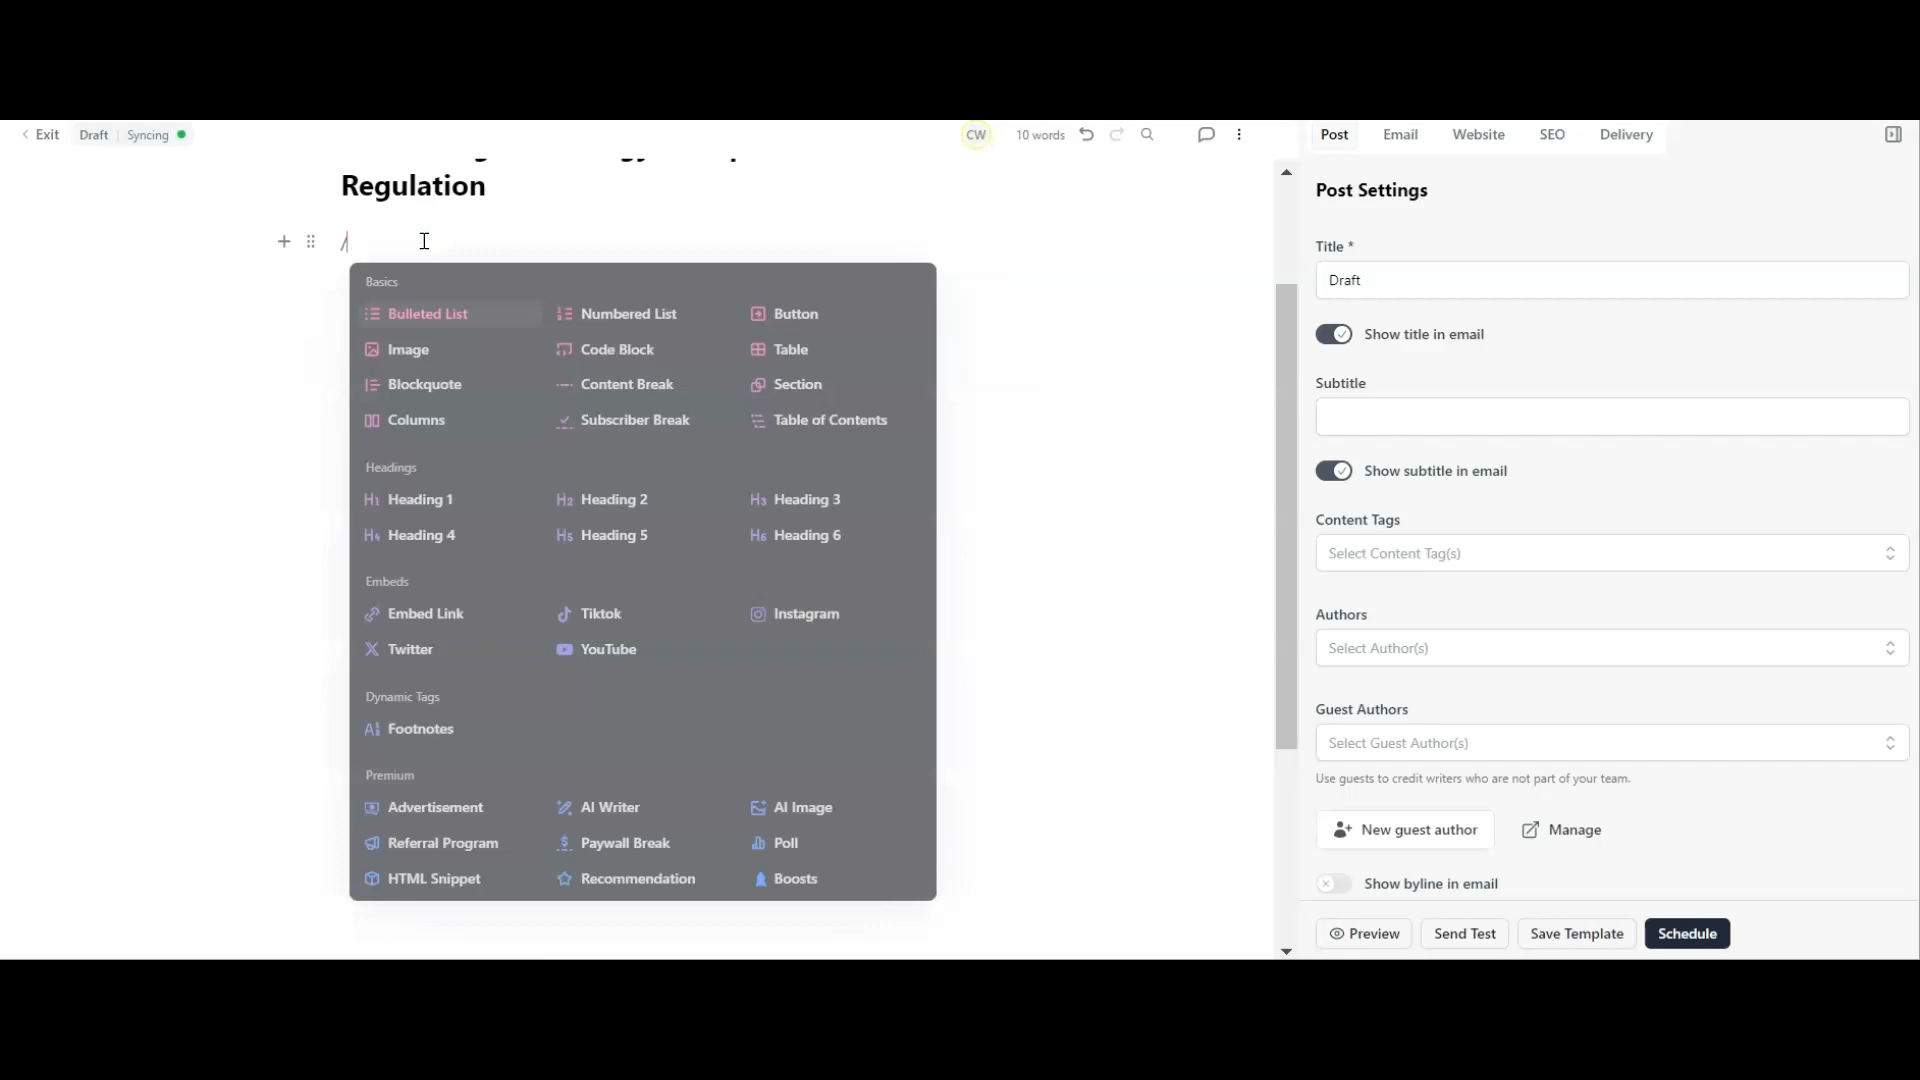 Exit Draft | Syncing CW 10 words Post Email Website SEO Delivery
Regulation
/
Basics
Bulleted List Numbered List Button
Image Code Block Table
Blockquote Content Break Section
Columns Subscriber Break Table of Contents
Headings
H1 Heading 1 H2 Heading 2 H3 Heading 3
H4 Heading 4 H5 Heading 5 H6 Heading 6
Embeds
Embed Link Tiktok Instagram
Twitter YouTube
Dynamic Tags
Footnotes
Premium
Advertisement AI Writer AI Image
Referral Program Paywall Break Poll
HTML Snippet Recommendation Boosts
Post Settings
Title *
Draft
Show title in email
Subtitle
Show subtitle in email
Content Tags
Select Content Tag(s)
Authors
Select Author(s)
Guest Authors
Select Guest Author(s)
Use guests to credit writers who are not part of your team.
New guest author Manage
Show byline in email
Preview Send Test Save Template Schedule